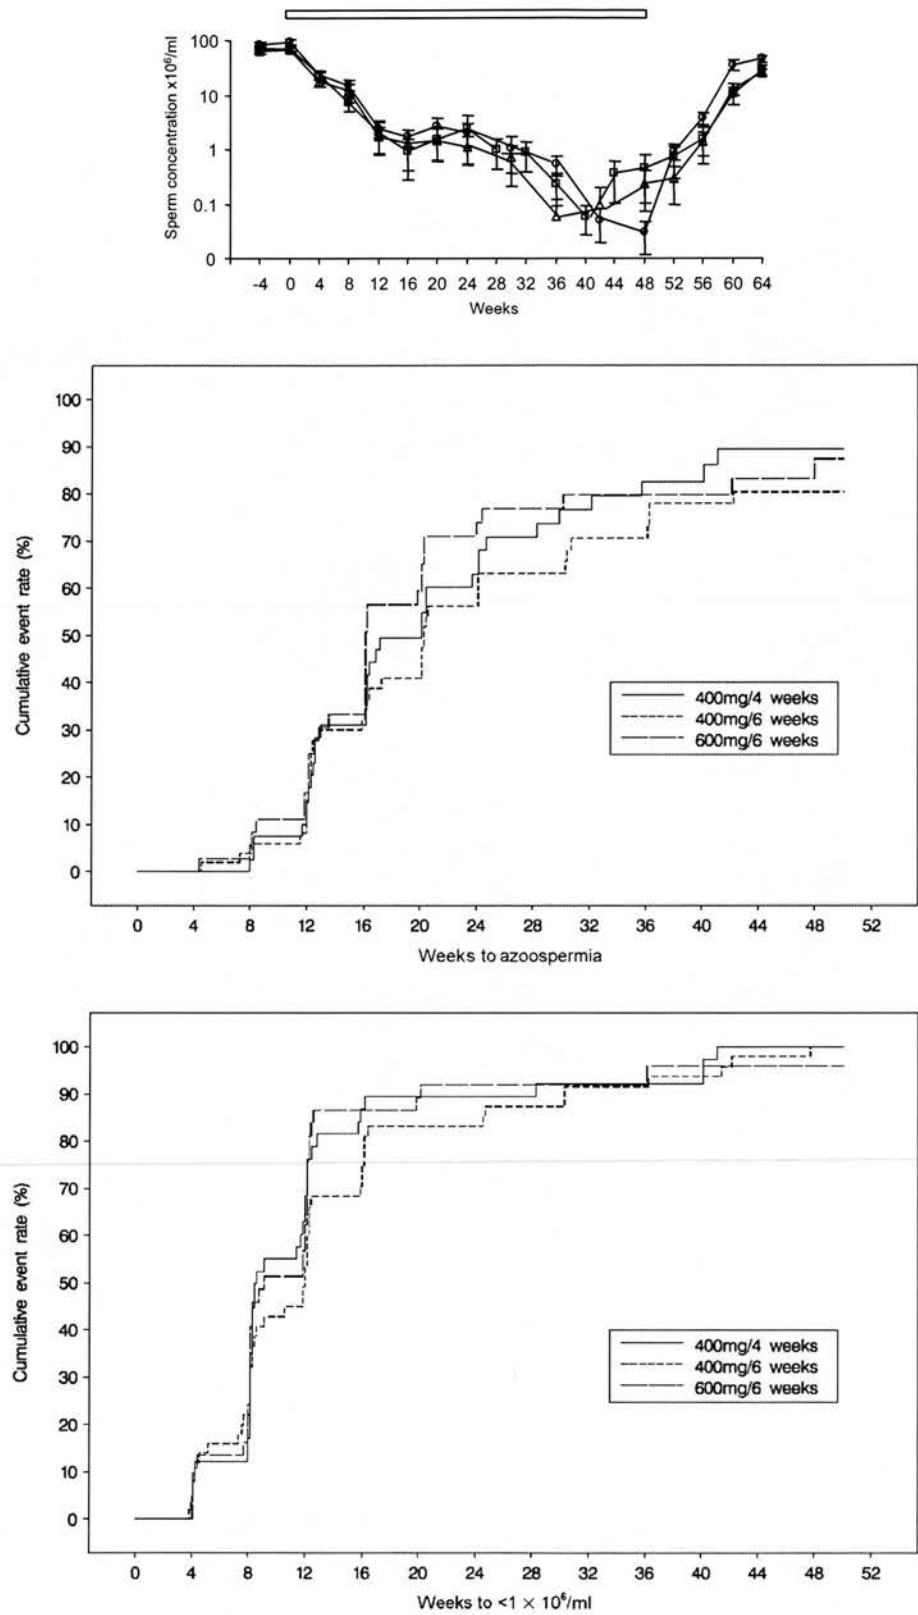 Sperm concentration x10⁶/ml
100
10
1
0.1
0
-4 0 4 8 12 16 20 24 28 32 36 40 44 48 52 56 60 64
Weeks
Cumulative event rate (%)
100
90
80
70
60
50
40
30
20
10
0
400mg/4 weeks
400mg/6 weeks
600mg/6 weeks
0 4 8 12 16 20 24 28 32 36 40 44 48 52
Weeks to azoospermia
Cumulative event rate (%)
100
90
80
70
60
50
40
30
20
10
0
400mg/4 weeks
400mg/6 weeks
600mg/6 weeks
0 4 8 12 16 20 24 28 32 36 40 44 48 52
Weeks to <1 × 10⁶/ml